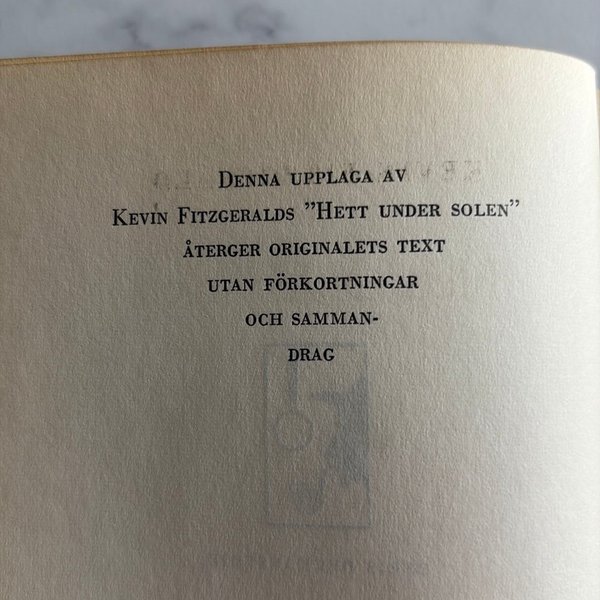 Denna upplaga av
Kevin Fitzgeralds ”Hett under solen”
återger originalets text
utan förkortningar
och samman-
drag